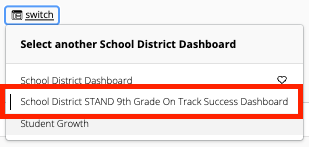 switch
Select another School District Dashboard
School District Dashboard
School District STAND 9th Grade On Track Success Dashboard
Student Growth